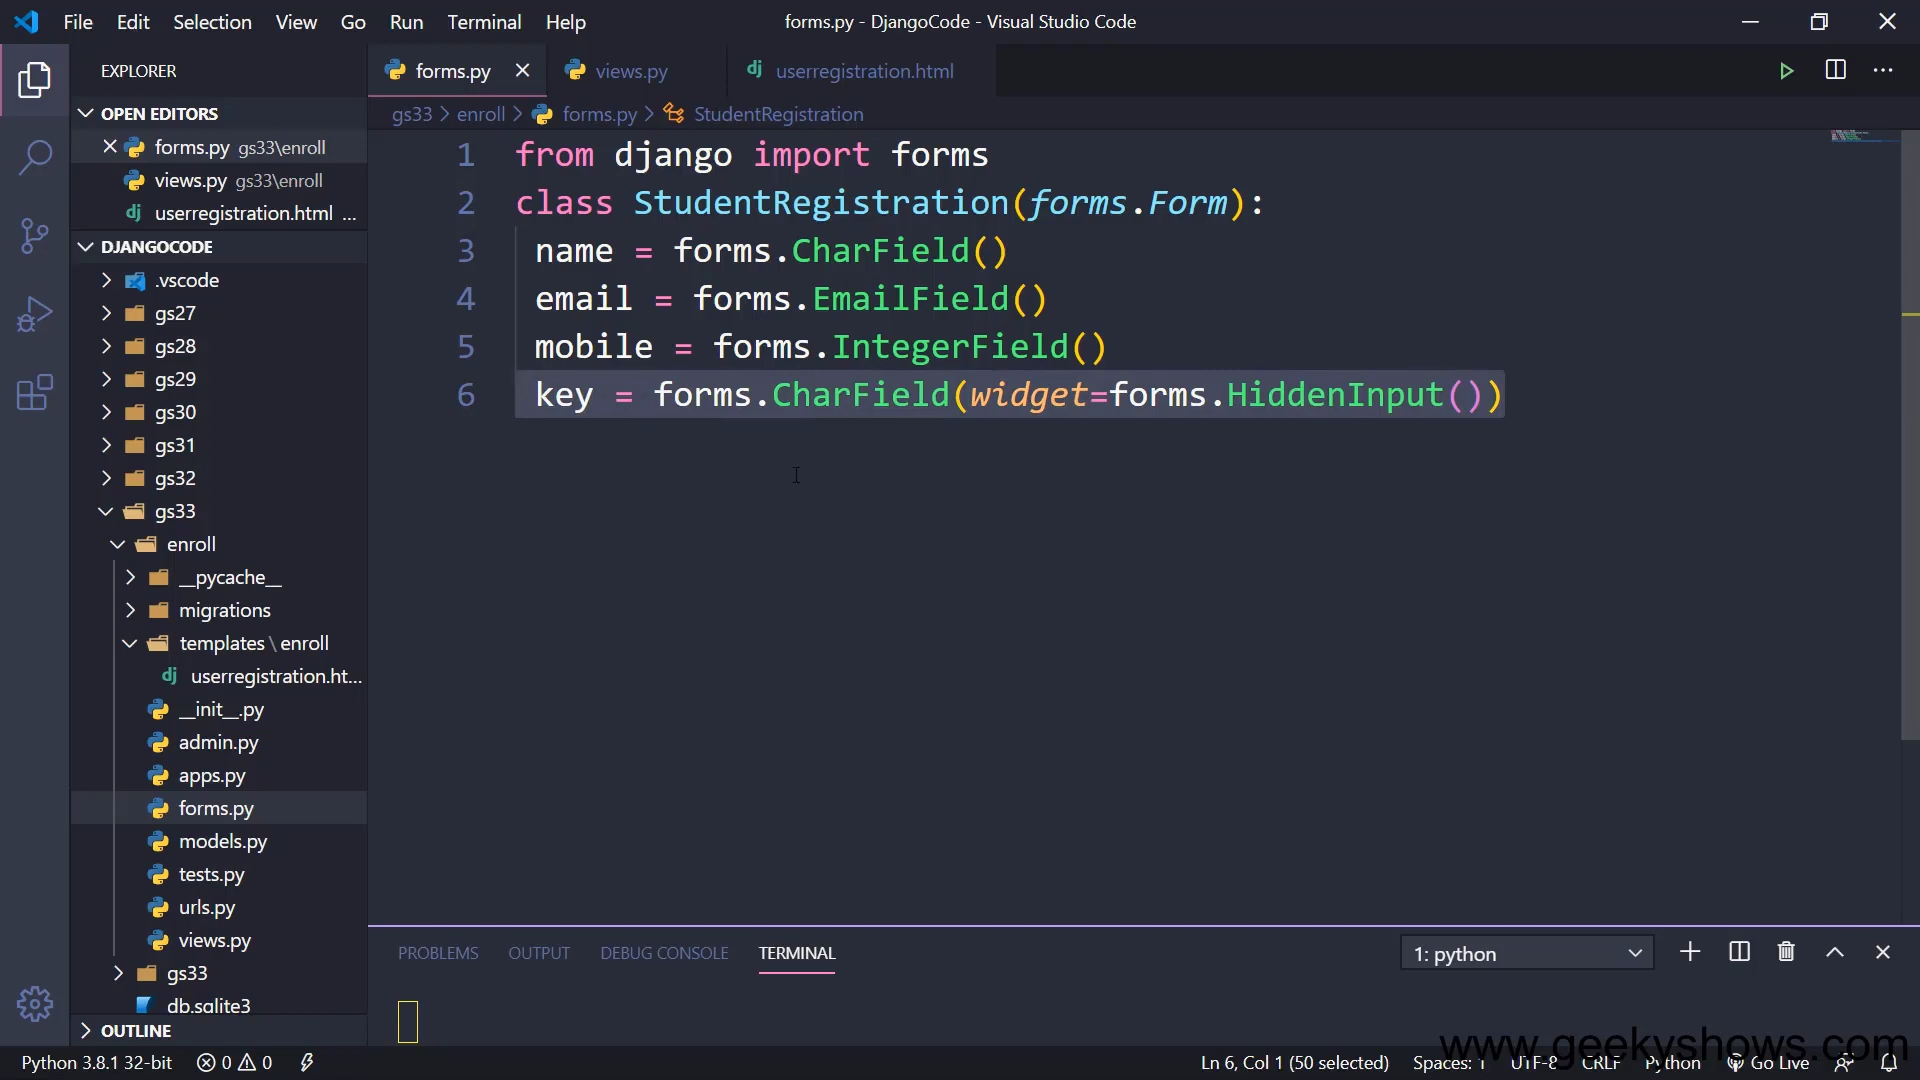 File Edit Selection View Go Run Terminal Help
forms.py - DjangoCode - Visual Studio Code
EXPLORER
OPEN EDITORS
forms.py gs33\enroll
views.py gs33\enroll
userregistration.html ...
DJANGOCODE
.vscode
gs27
gs28
gs29
gs30
gs31
gs32
gs33
enroll
__pycache__
migrations
templates\enroll
userregistration.ht...
__init__.py
admin.py
apps.py
forms.py
models.py
tests.py
urls.py
views.py
gs33
db.sqlite3
OUTLINE
forms.py views.py userregistration.html
gs33 > enroll > forms.py > StudentRegistration
1 from django import forms
2 class StudentRegistration(forms.Form):
3 name = forms.CharField()
4 email = forms.EmailField()
5 mobile = forms.IntegerField()
6 key = forms.CharField(widget=forms.HiddenInput())
PROBLEMS OUTPUT DEBUG CONSOLE TERMINAL
1: python
www.geekyshows.com
Python 3.8.1 32-bit 0 0
Ln 6, Col 1 (50 selected) Spaces: 1 UTF-8 CRLF Python Go Live